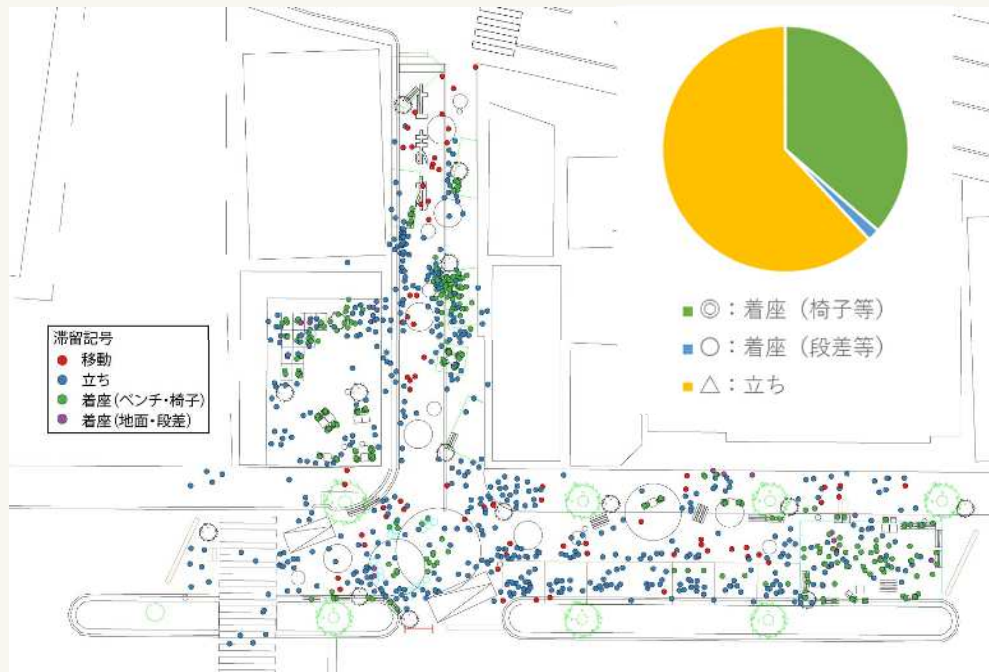 滞留記号
移動
立ち
着座(ベンチ・椅子)
着座(地面・段差)
◎:着座(椅子等)
○:着座(段差等)
△:立ち